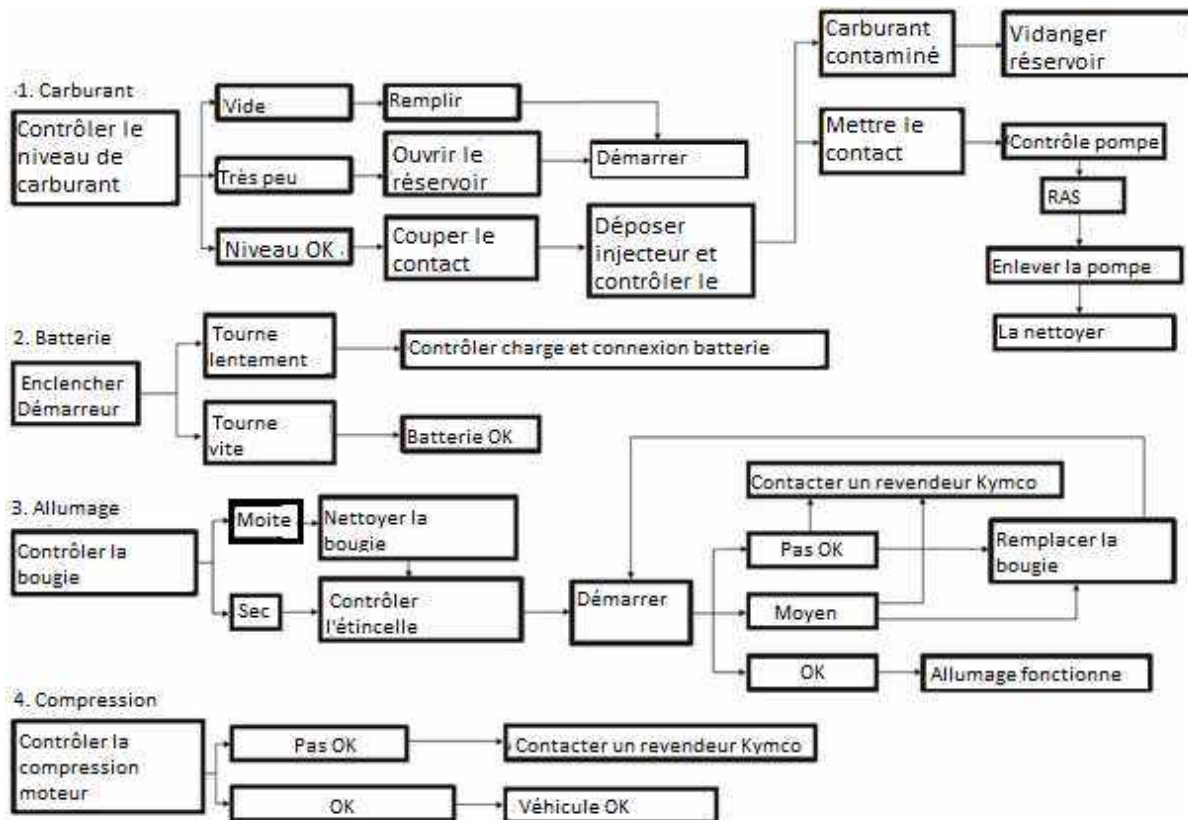 1. Carburant
Contrôler le
niveau de
carburant
Vide
Remplir
Très peu
Ouvrir le
réservoir
Démarrer
Niveau OK
Couper le
contact
Déposer
injecteur et
contrôler le
Carburant
contaminé
Vidanger
réservoir
Mettre le
contact
Contrôle pompe
RAS
Enlever la pompe
La nettoyer
2. Batterie
Enclencher
Démarreur
Tourne
lentement
Contrôler charge et connexion batterie
Tourne
vite
Batterie OK
3. Allumage
Contrôler la
bougie
Moite
Nettoyer la
bougie
Sec
Contrôler
l'étincelle
Démarrer
Contacter un revendeur Kymco
Pas OK
Remplacer la
bougie
Moyen
OK
Allumage fonctionne
4. Compression
Contrôler la
compression
moteur
Pas OK
Contacter un revendeur Kymco
OK
Véhicule OK